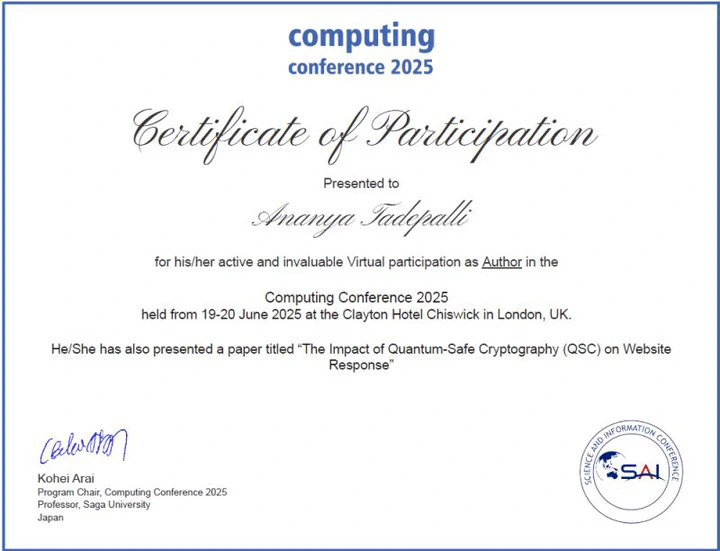 computing
conference 2025
Certificate of Participation
Presented to
Ananya Tadepalli
for his/her active and invaluable Virtual participation as Author in the
Computing Conference 2025
held from 19-20 June 2025 at the Clayton Hotel Chiswick in London, UK.
He/She has also presented a paper titled “The Impact of Quantum-Safe Cryptography (QSC) on Website
Response”
Kohei Arai
Program Chair, Computing Conference 2025
Professor, Saga University
Japan
SCIENCE AND INFORMATION CONFERENCE
SAI